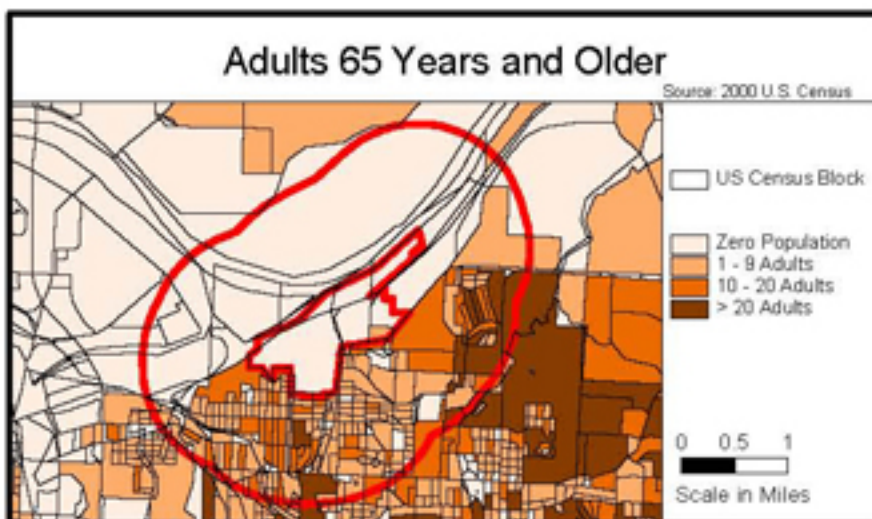 Adults 65 Years and Older
Source: 2000 U.S. Census
US Census Block
Zero Population
1 - 9 Adults
10 - 20 Adults
> 20 Adults
0 0.5 1
Scale in Miles